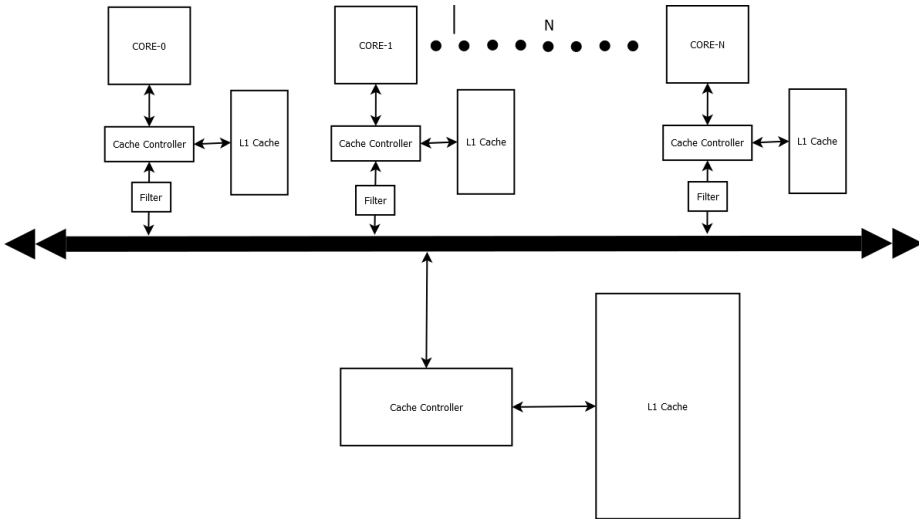 CORE-0
CORE-1
N
CORE-N
Cache Controller
L1 Cache
Cache Controller
L1 Cache
Cache Controller
L1 Cache
Filter
Filter
Filter
Cache Controller
L1 Cache